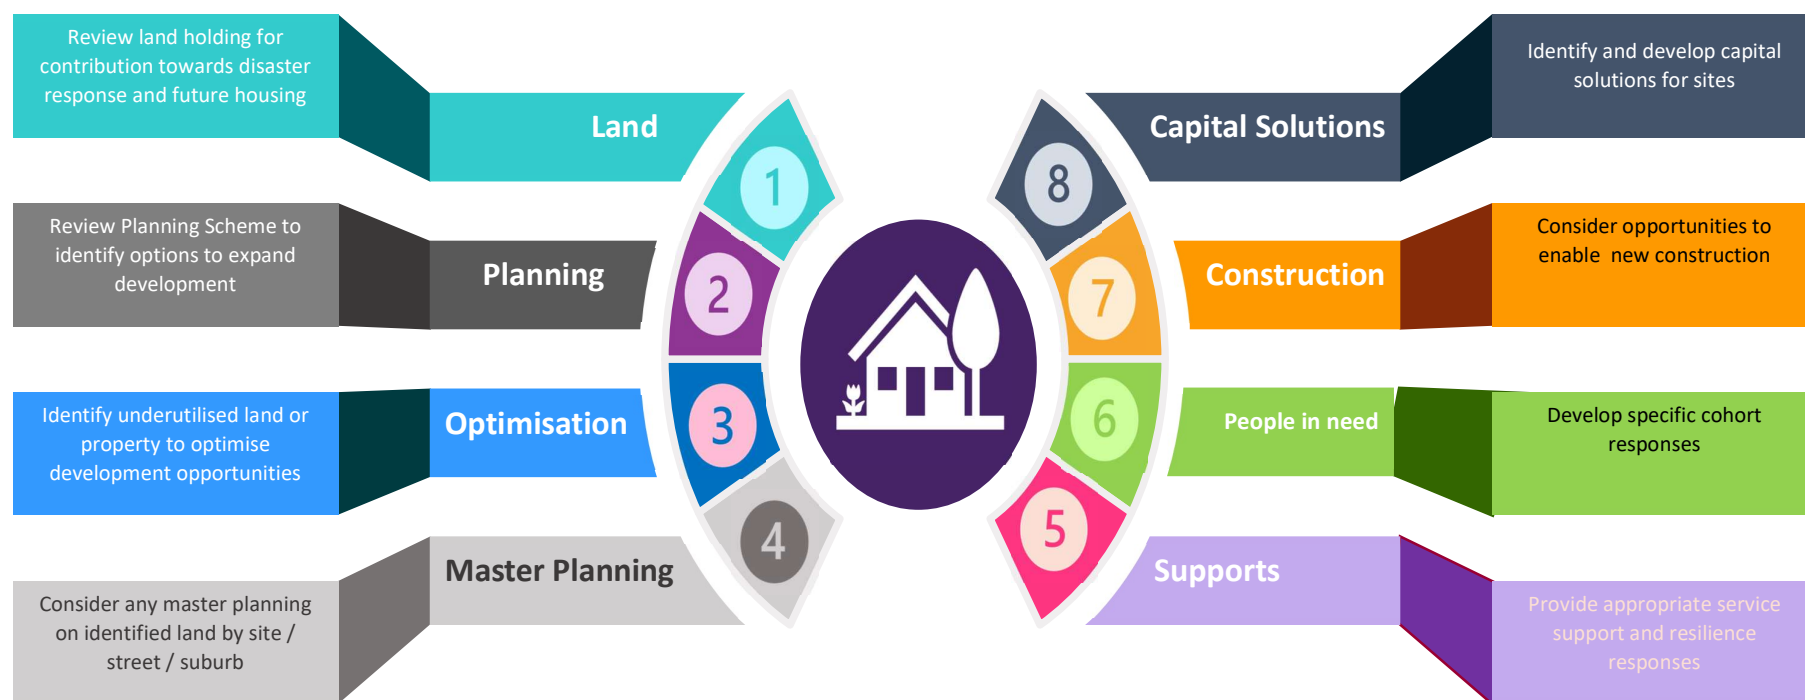 Review land holding for
contribution towards disaster
response and future housing
Land
1
Review Planning Scheme to
identify options to expand
development
Planning
2
Identify underutilised land or
property to optimise
development opportunities
Optimisation
3
Consider any master planning
on identified land by site /
street / suburb
Master Planning
4
8
Capital Solutions
Identify and develop capital
solutions for sites
7
Construction
Consider opportunities to
enable  new construction
6
People in need
Develop specific cohort
responses
5
Supports
Provide appropriate service
support and resilience
responses